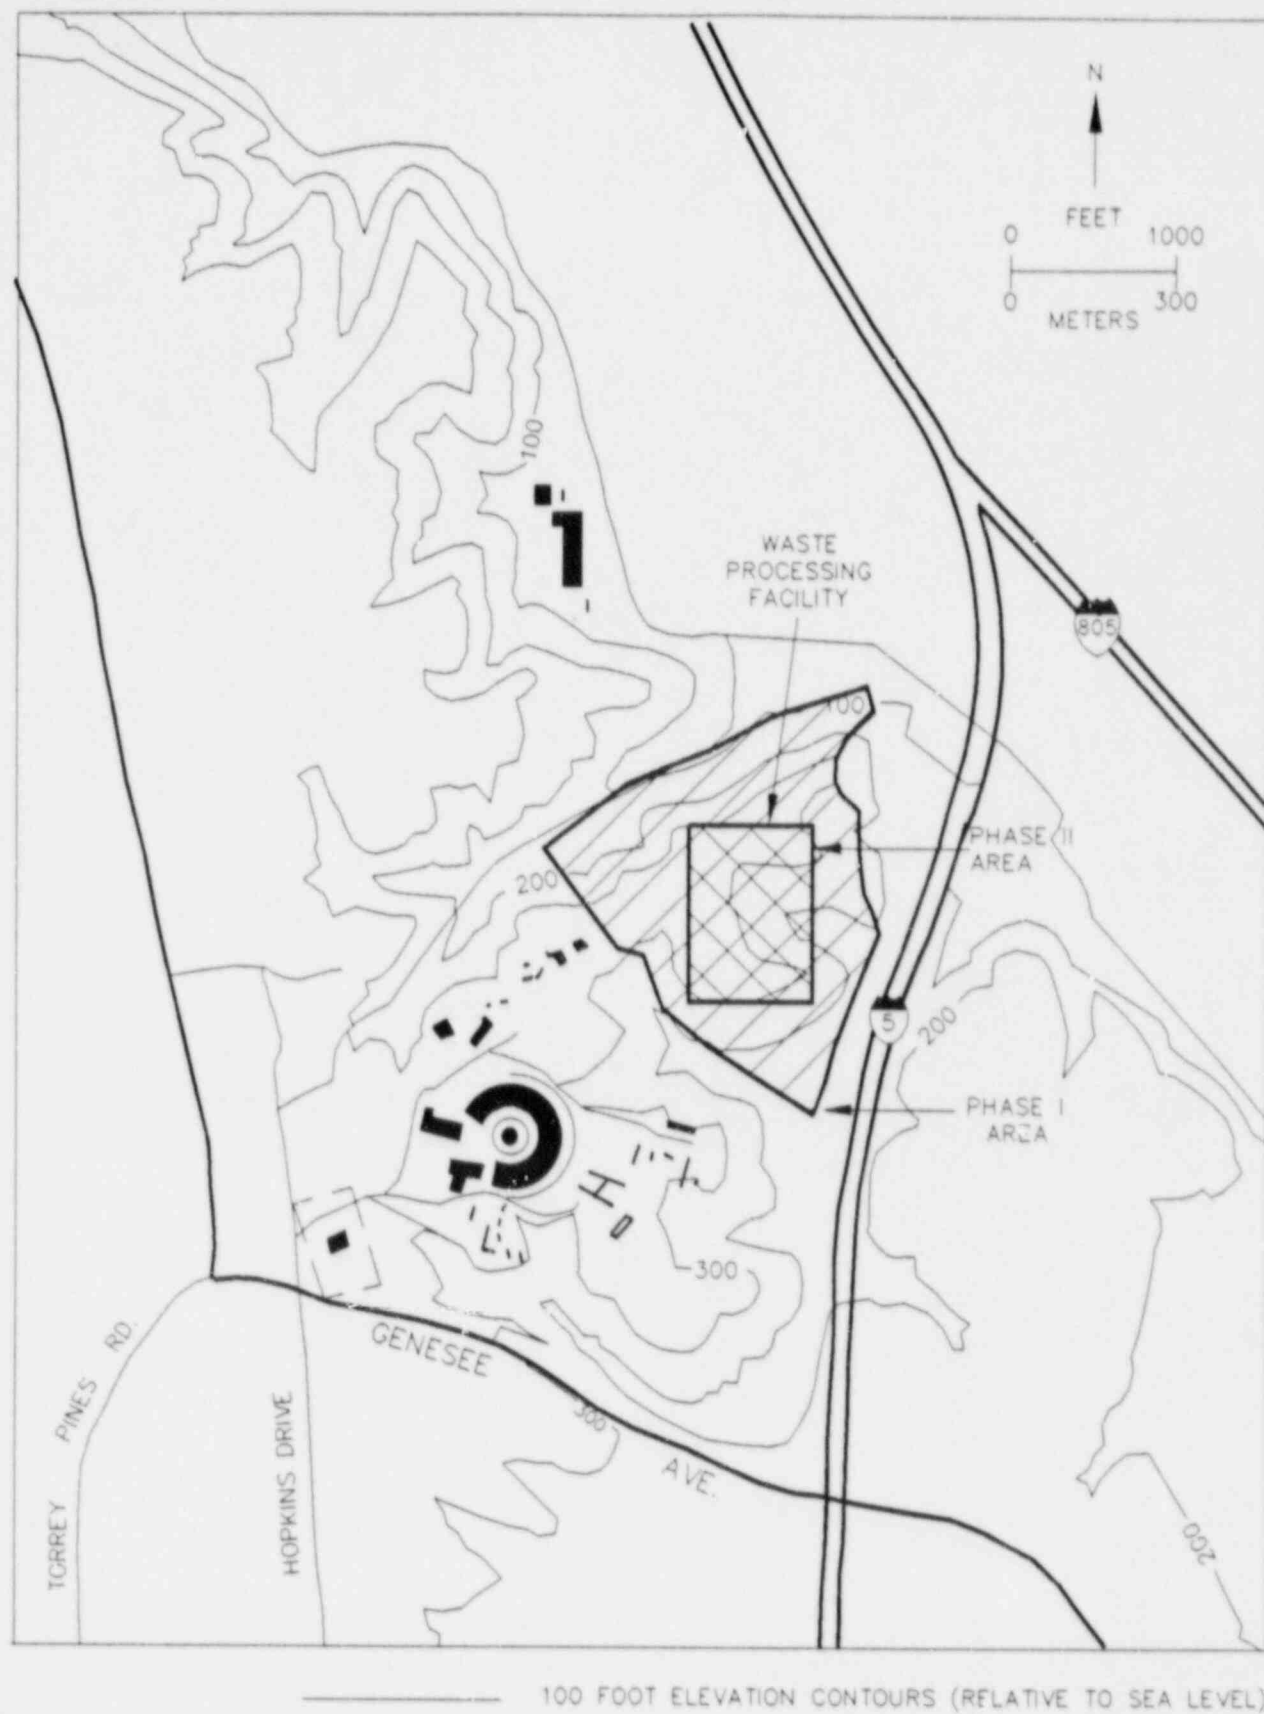 N
FEET
0 1000
0 300
METERS
100
WASTE
PROCESSING
FACILITY
805
100
PHASE II
AREA
200
5
200
PHASE I
AREA
300
GENESEE
AVE.
300
TORREY PINES RD.
HOPKINS DRIVE
200
100 FOOT ELEVATION CONTOURS (RELATIVE TO SEA LEVEL)